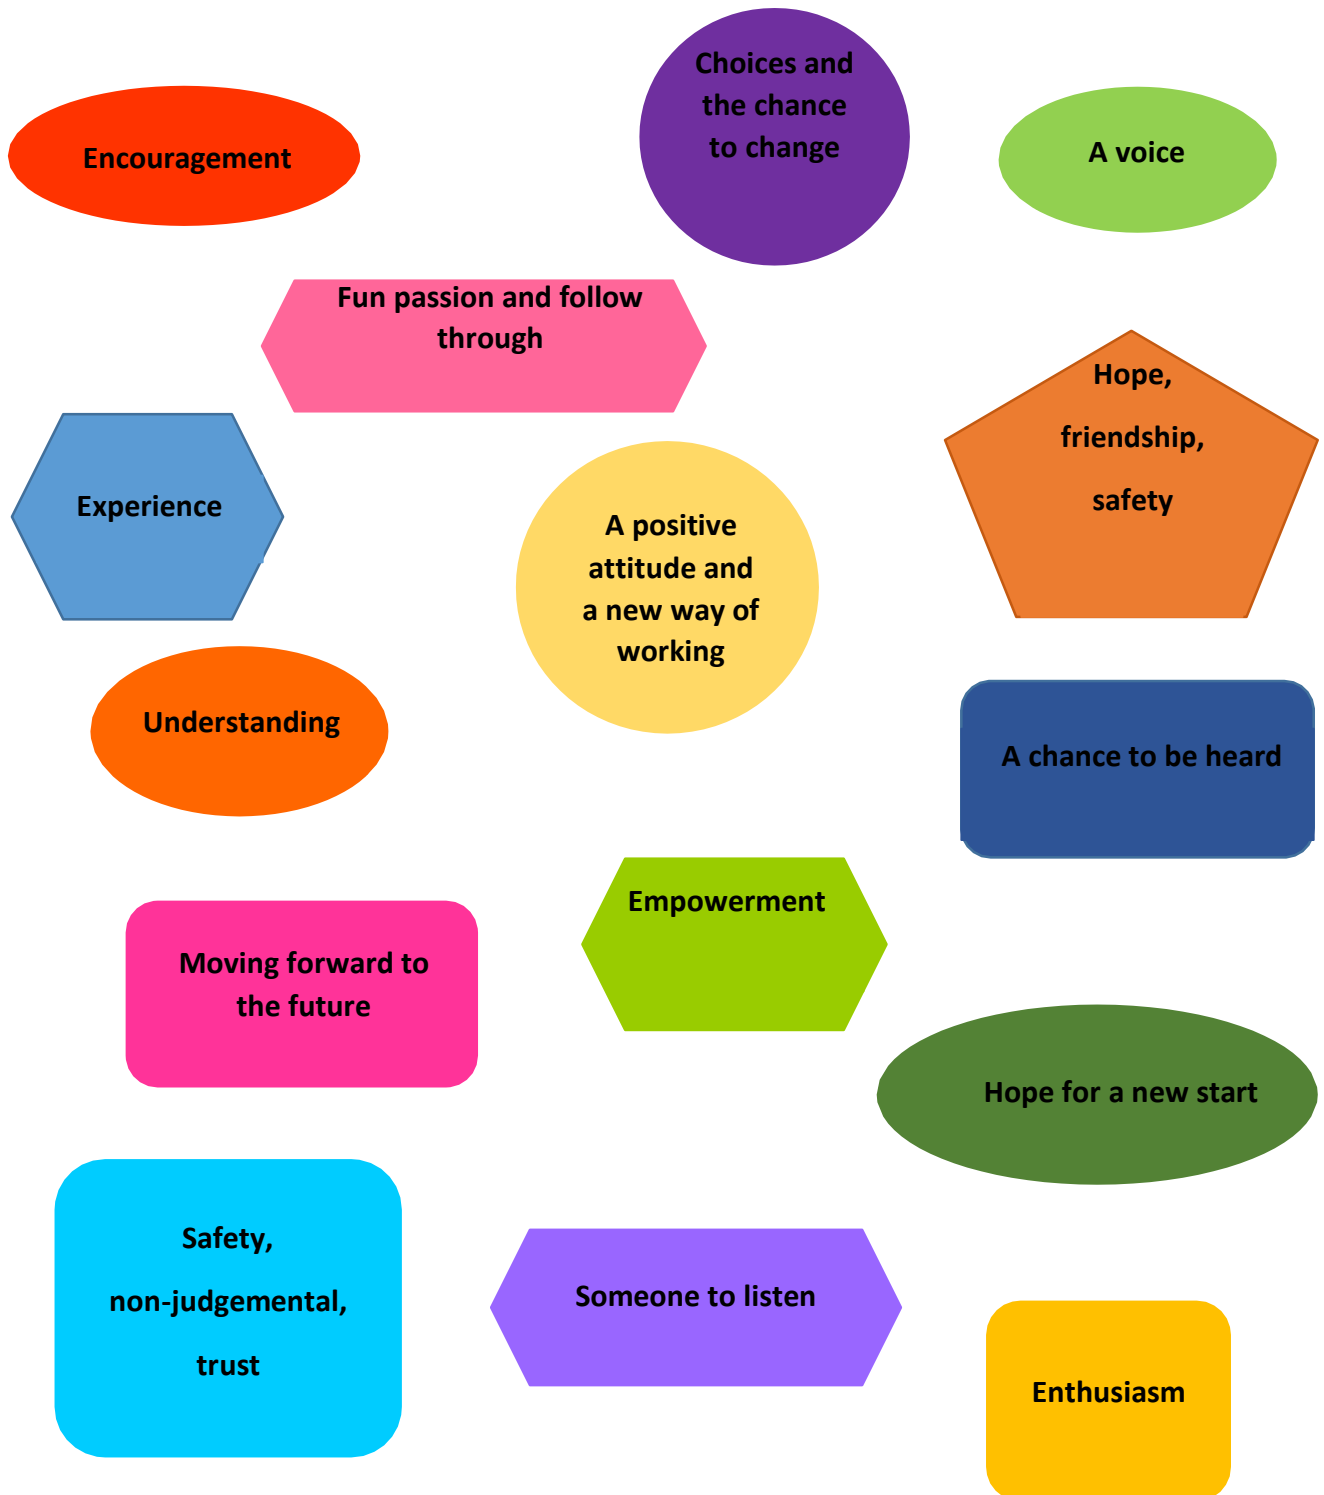 Choices and
the chance
to change
Encouragement
A voice
Fun passion and follow
through
Hope,
friendship,
safety
Experience
A positive
attitude and
a new way of
working
Understanding
A chance to be heard
Empowerment
Moving forward to
the future
Hope for a new start
Safety,
non-judgemental,
trust
Someone to listen
Enthusiasm